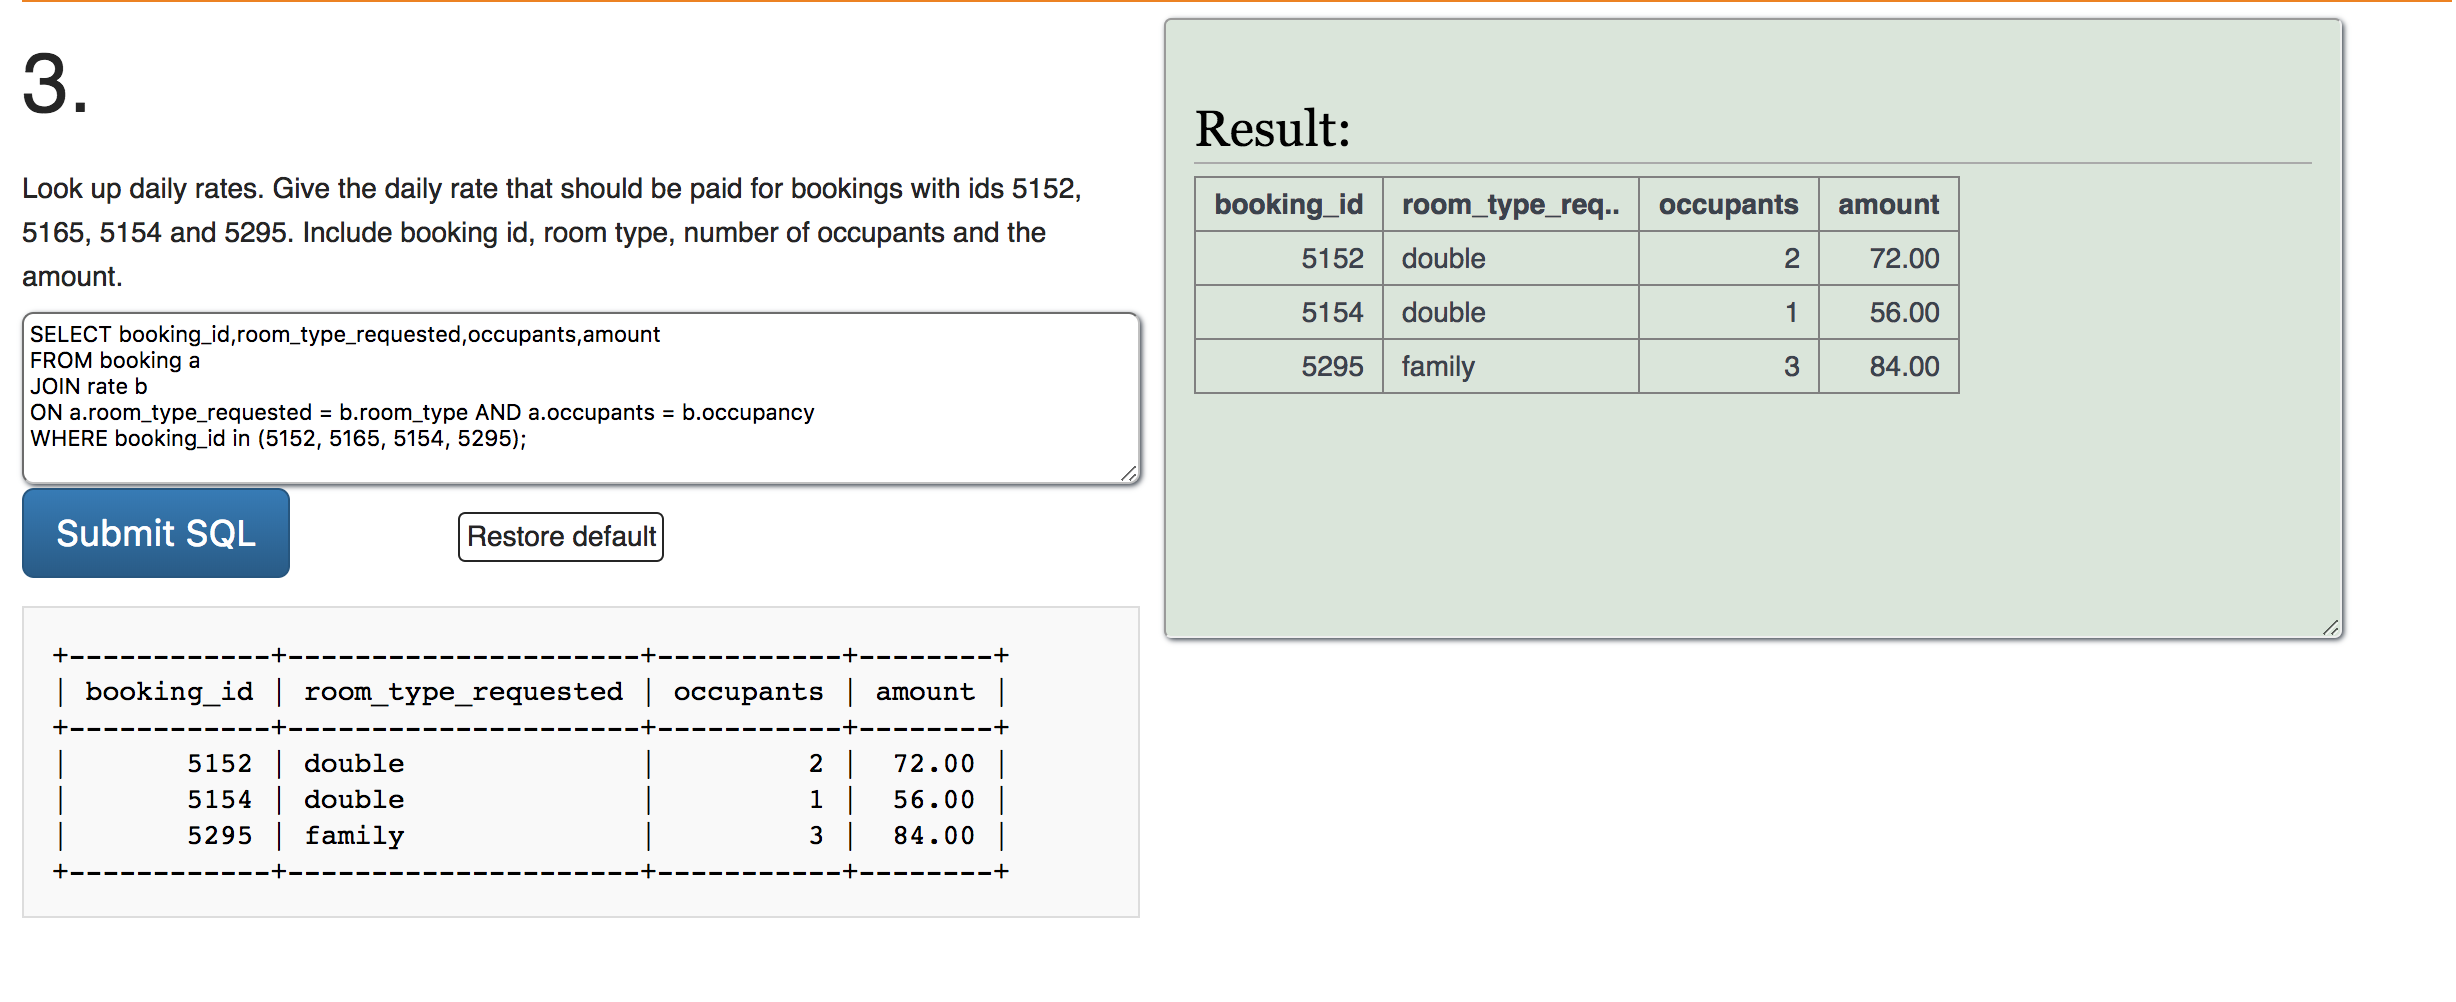 3.
Look up daily rates. Give the daily rate that should be paid for bookings with ids 5152,
5165, 5154 and 5295. Include booking id, room type, number of occupants and the
amount.
SELECT booking_id,room_type_requested,occupants,amount
FROM booking a
JOIN rate b
ON a.room_type_requested = b.room_type AND a.occupants = b.occupancy
WHERE booking_id in (5152, 5165, 5154, 5295);
Submit SQL
Restore default
+------------+---------------------+-----------+--------+
| booking_id | room_type_requested | occupants | amount |
+------------+---------------------+-----------+--------+
|       5152 | double              |         2 |  72.00 |
|       5154 | double              |         1 |  56.00 |
|       5295 | family              |         3 |  84.00 |
+------------+---------------------+-----------+--------+
Result:
booking_id room_type_req.. occupants amount
5152 double 2 72.00
5154 double 1 56.00
5295 family 3 84.00